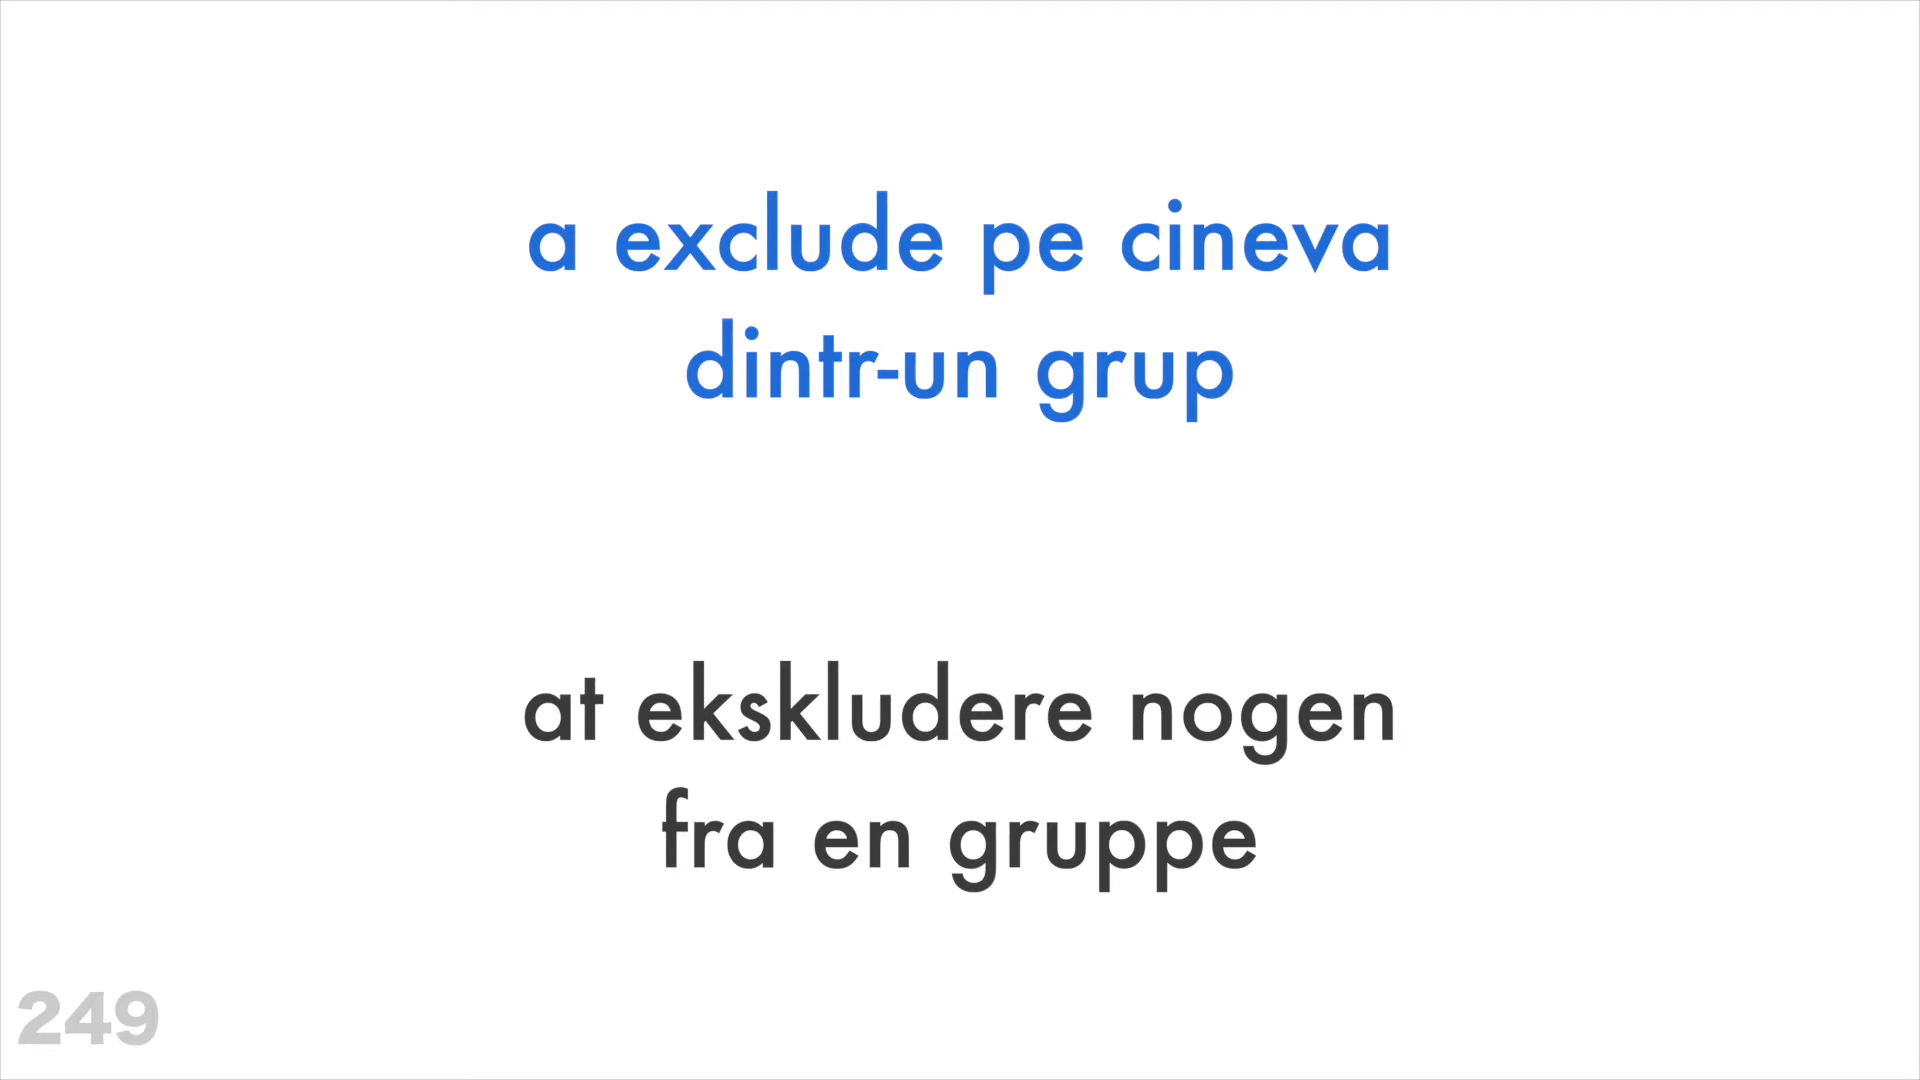 a exclude pe cineva
dintr-un grup
at ekskludere nogen
fra en gruppe
249